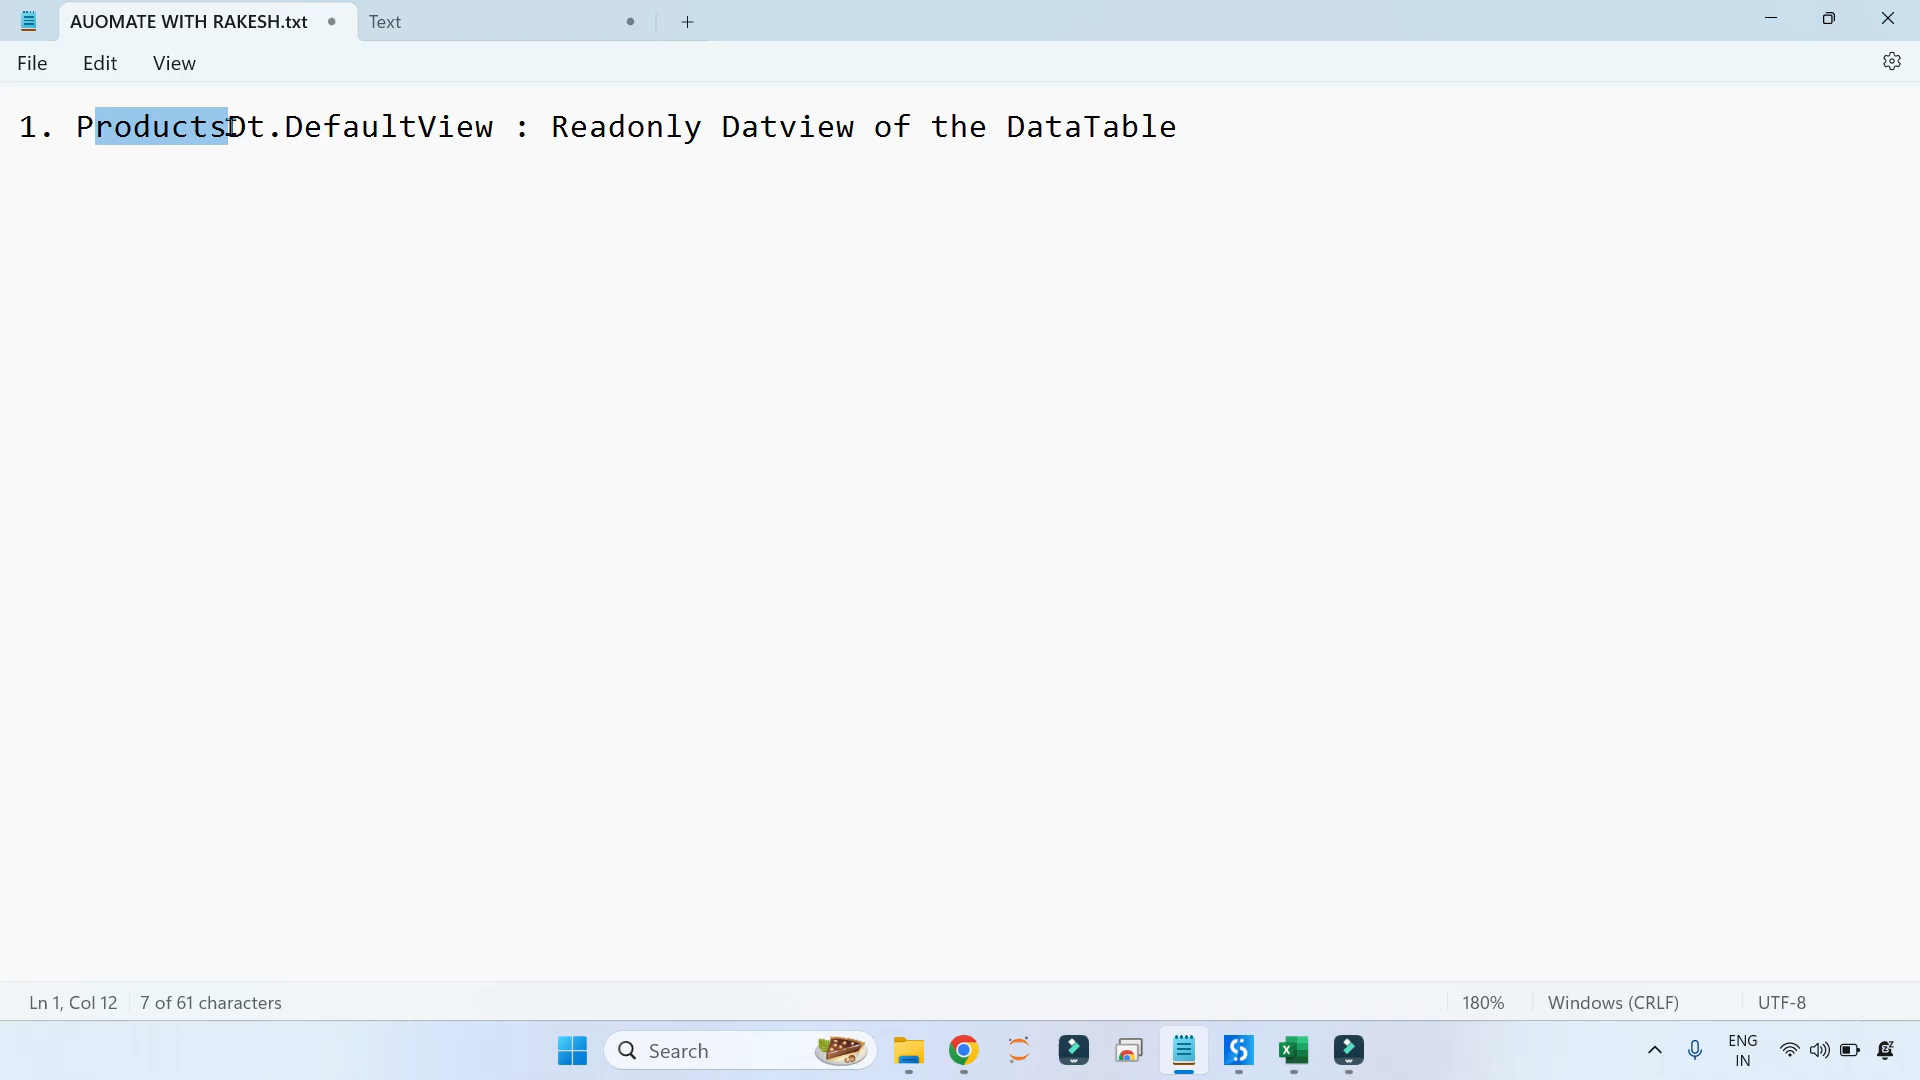 AUOMATE WITH RAKESH.txt
Text
File Edit View
1. ProductsDt.DefaultView : Readonly Datview of the DataTable
Ln 1, Col 12 7 of 61 characters 180% Windows (CRLF) UTF-8
Search
ENG
IN